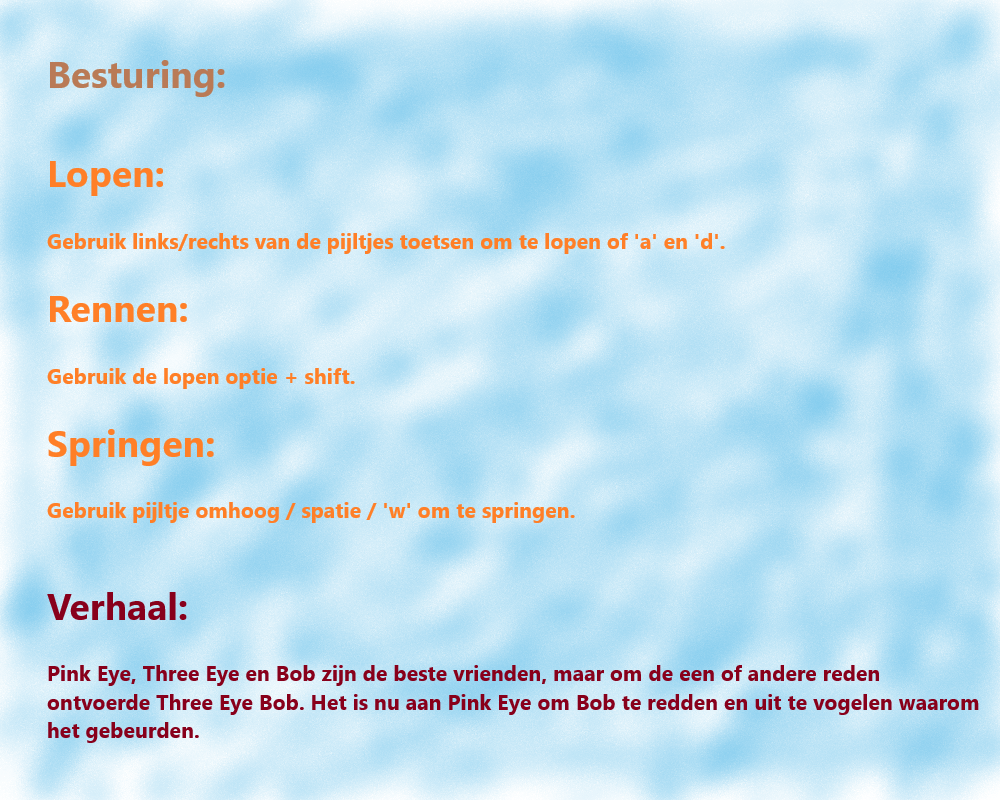 Besturing:
Lopen:
Gebruik links/rechts van de pijltjes toetsen om te lopen of 'a' en 'd'.
Rennen:
Gebruik de lopen optie + shift.
Springen:
Gebruik pijltje omhoog / spatie / 'w' om te springen.
Verhaal:
Pink Eye, Three Eye en Bob zijn de beste vrienden, maar om de een of andere reden
ontvoerde Three Eye Bob. Het is nu aan Pink Eye om Bob te redden en uit te vogelen waarom
het gebeurden.